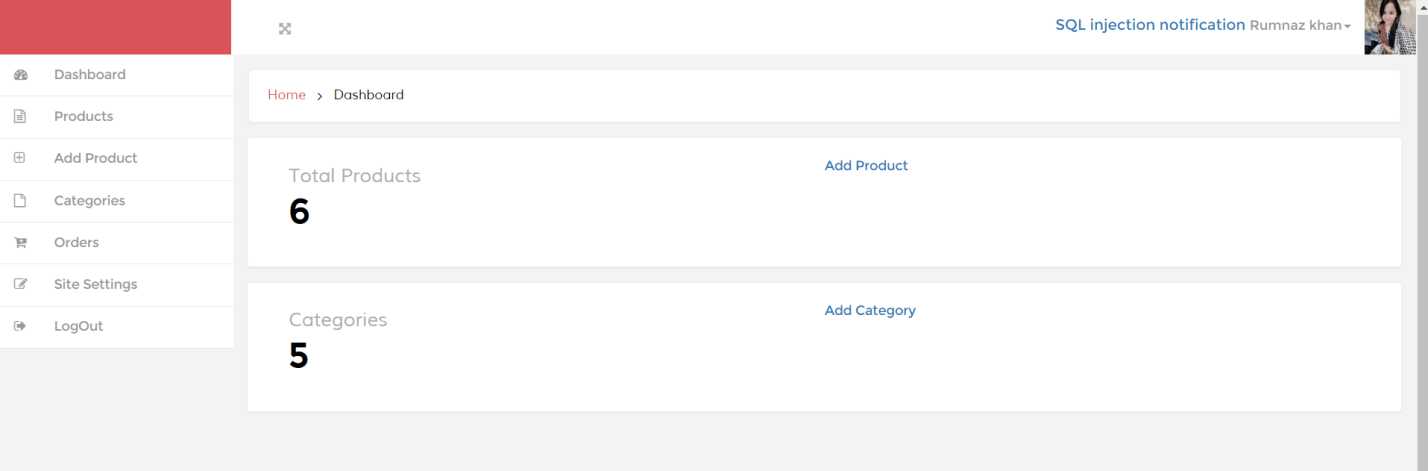 SQL injection notification Rumnaz khan
Dashboard
Products
Add Product
Categories
Orders
Site Settings
LogOut
Home > Dashboard
Total Products
6
Add Product
Categories
5
Add Category